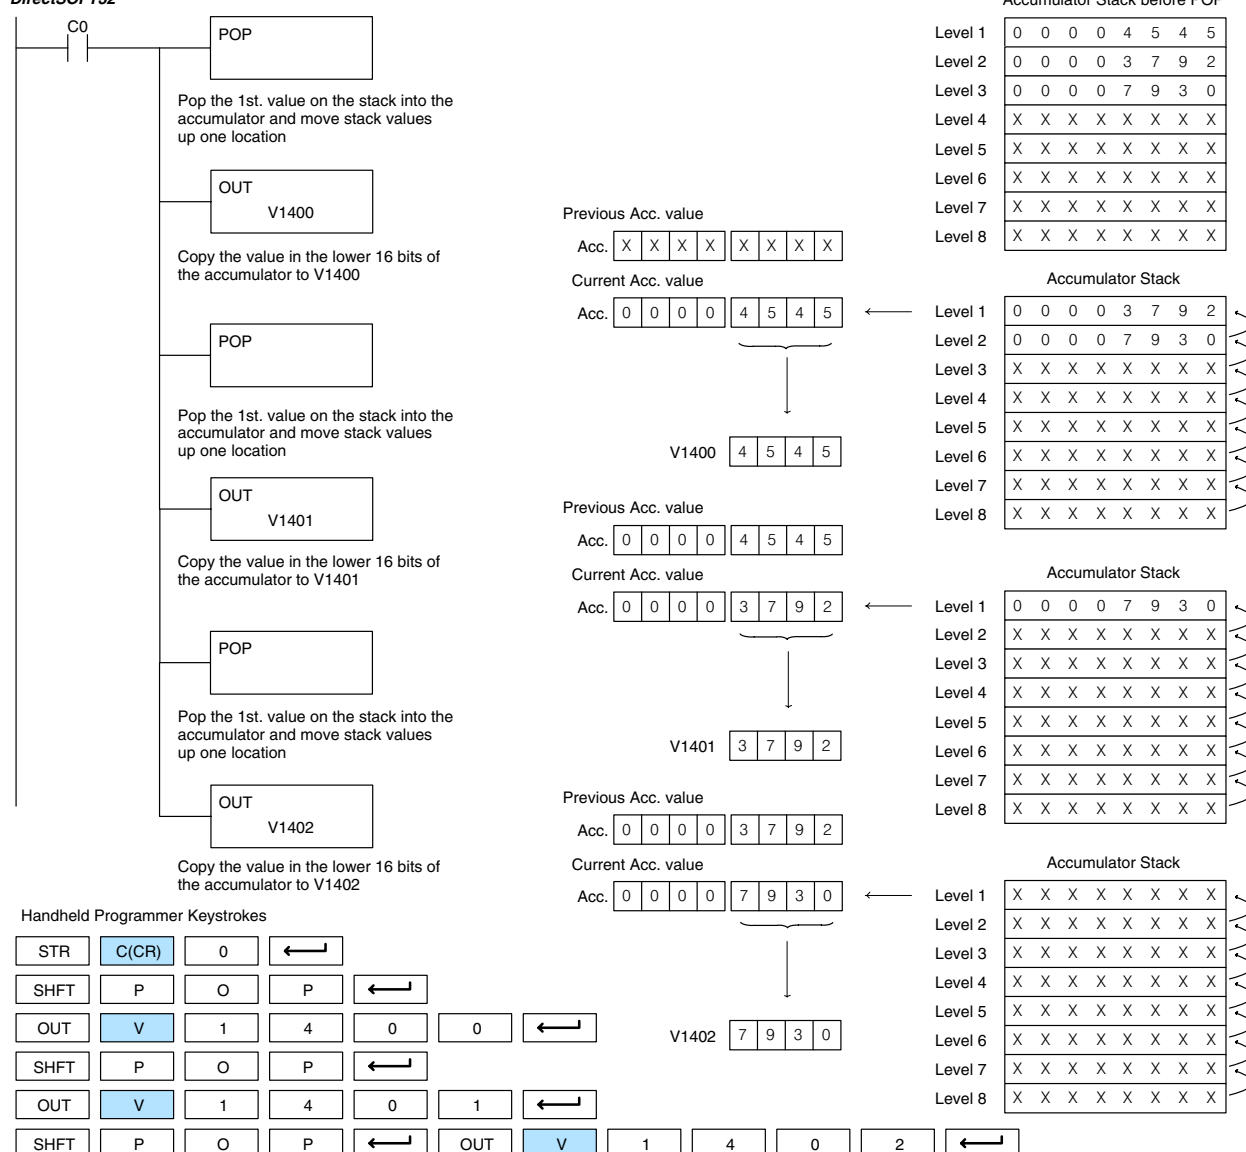 DirectSOFT32
C0
POP
Pop the 1st. value on the stack into the
accumulator and move stack values
up one location
OUT
V1400
Copy the value in the lower 16 bits of
the accumulator to V1400
POP
Pop the 1st. value on the stack into the
accumulator and move stack values
up one location
OUT
V1401
Copy the value in the lower 16 bits of
the accumulator to V1401
POP
Pop the 1st. value on the stack into the
accumulator and move stack values
up one location
OUT
V1402
Copy the value in the lower 16 bits of
the accumulator to V1402
Previous Acc. value
Acc. X X X X X X X X
Current Acc. value
Acc. 0 0 0 0 4 5 4 5
V1400 4 5 4 5
Previous Acc. value
Acc. 0 0 0 0 4 5 4 5
Current Acc. value
Acc. 0 0 0 0 3 7 9 2
V1401 3 7 9 2
Previous Acc. value
Acc. 0 0 0 0 3 7 9 2
Current Acc. value
Acc. 0 0 0 0 7 9 3 0
V1402 7 9 3 0
Accumulator Stack before POP
Level 1 0 0 0 0 4 5 4 5
Level 2 0 0 0 0 3 7 9 2
Level 3 0 0 0 0 7 9 3 0
Level 4 X X X X X X X X
Level 5 X X X X X X X X
Level 6 X X X X X X X X
Level 7 X X X X X X X X
Level 8 X X X X X X X X
Accumulator Stack
Level 1 0 0 0 0 3 7 9 2
Level 2 0 0 0 0 7 9 3 0
Level 3 X X X X X X X X
Level 4 X X X X X X X X
Level 5 X X X X X X X X
Level 6 X X X X X X X X
Level 7 X X X X X X X X
Level 8 X X X X X X X X
Accumulator Stack
Level 1 0 0 0 0 7 9 3 0
Level 2 X X X X X X X X
Level 3 X X X X X X X X
Level 4 X X X X X X X X
Level 5 X X X X X X X X
Level 6 X X X X X X X X
Level 7 X X X X X X X X
Level 8 X X X X X X X X
Accumulator Stack
Level 1 X X X X X X X X
Level 2 X X X X X X X X
Level 3 X X X X X X X X
Level 4 X X X X X X X X
Level 5 X X X X X X X X
Level 6 X X X X X X X X
Level 7 X X X X X X X X
Level 8 X X X X X X X X
Handheld Programmer Keystrokes
STR C(CR) 0
SHFT P O P
OUT V 1 4 0 0
SHFT P O P
OUT V 1 4 0 1
SHFT P O P OUT V 1 4 0 2